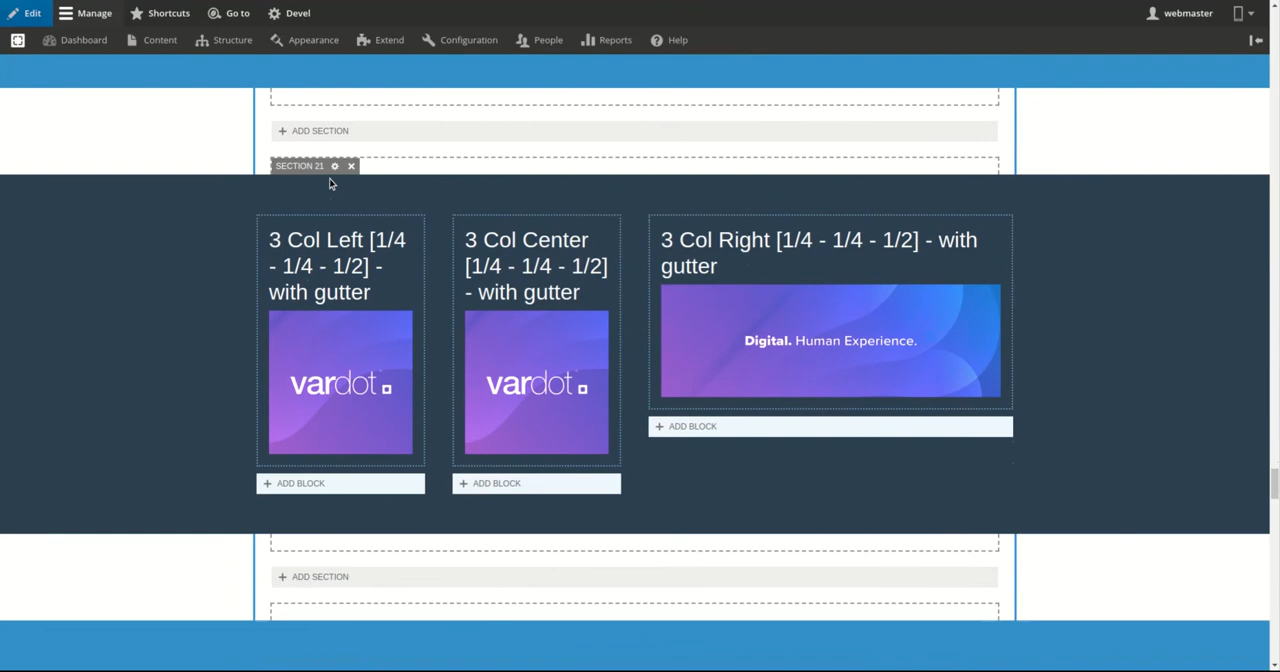 Edit Manage Shortcuts Go to Devel webmaster
Dashboard Content Structure Appearance Extend Configuration People Reports Help
+ ADD SECTION
SECTION 21
3 Col Left [1/4
- 1/4 - 1/2] -
with gutter
vardot
+ ADD BLOCK
3 Col Center
[1/4 - 1/4 - 1/2]
- with gutter
vardot
+ ADD BLOCK
3 Col Right [1/4 - 1/4 - 1/2] - with
gutter
Digital. Human Experience.
+ ADD BLOCK
+ ADD SECTION